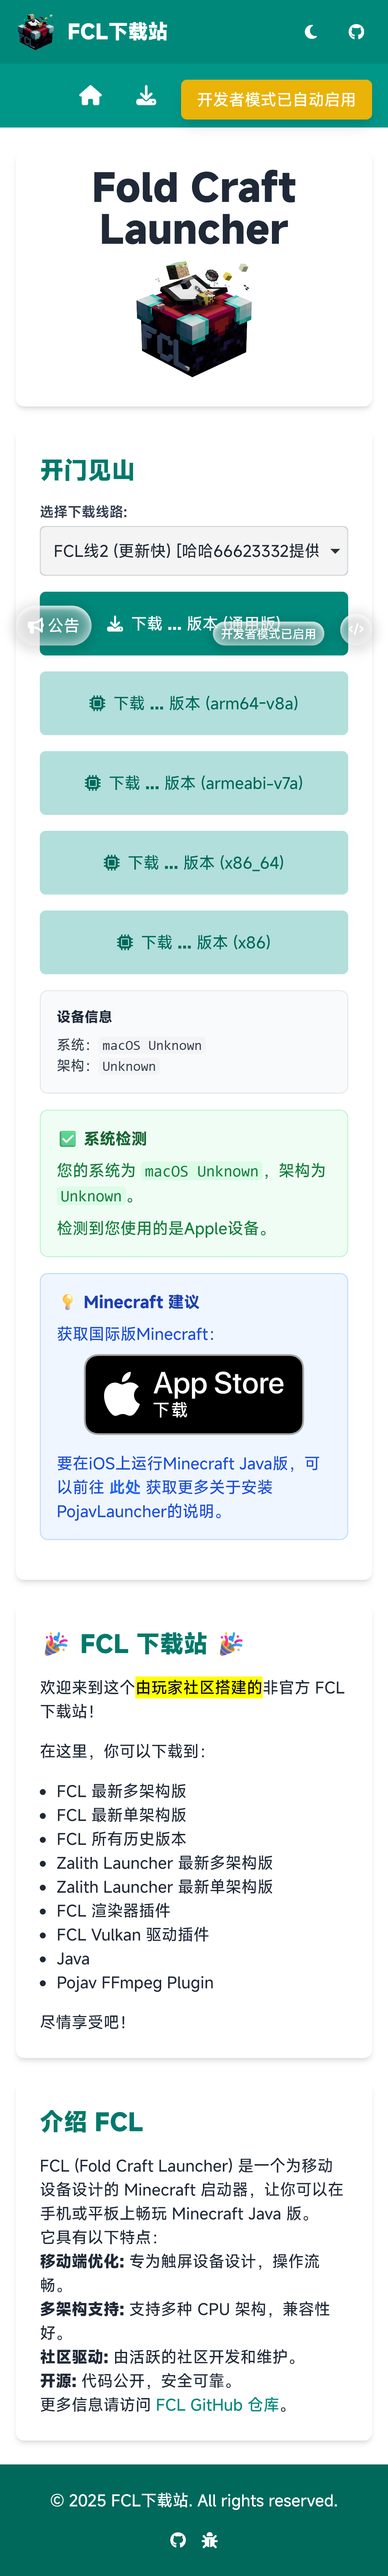 FCL下载站
开发者模式已自动启用
Fold Craft
Launcher
FCL
开门见山
选择下载线路:
FCL线2 (更新快) [哈哈66623332提供
公告
下载 ... 版本 (通用版)
开发者模式已启用
下载 ... 版本 (arm64-v8a)
下载 ... 版本 (armeabi-v7a)
下载 ... 版本 (x86_64)
下载 ... 版本 (x86)
设备信息
系统: macOS Unknown
架构: Unknown
✅ 系统检测
您的系统为 macOS Unknown，架构为
Unknown。
检测到您使用的是Apple设备。
💡 Minecraft 建议
获取国际版Minecraft:
App Store
下载
要在iOS上运行Minecraft Java版，可
以前往 此处 获取更多关于安装
PojavLauncher的说明。
🎉 FCL 下载站 🎉
欢迎来到这个由玩家社区搭建的非官方 FCL
下载站！
在这里，你可以下载到：
• FCL 最新多架构版
• FCL 最新单架构版
• FCL 所有历史版本
• Zalith Launcher 最新多架构版
• Zalith Launcher 最新单架构版
• FCL 渲染器插件
• FCL Vulkan 驱动插件
• Java
• Pojav FFmpeg Plugin
尽情享受吧！
介绍 FCL
FCL (Fold Craft Launcher) 是一个为移动
设备设计的 Minecraft 启动器，让你可以在
手机或平板上畅玩 Minecraft Java 版。
它具有以下特点：
移动端优化: 专为触屏设备设计，操作流
畅。
多架构支持: 支持多种 CPU 架构，兼容性
好。
社区驱动: 由活跃的社区开发和维护。
开源: 代码公开，安全可靠。
更多信息请访问 FCL GitHub 仓库。
© 2025 FCL下载站. All rights reserved.